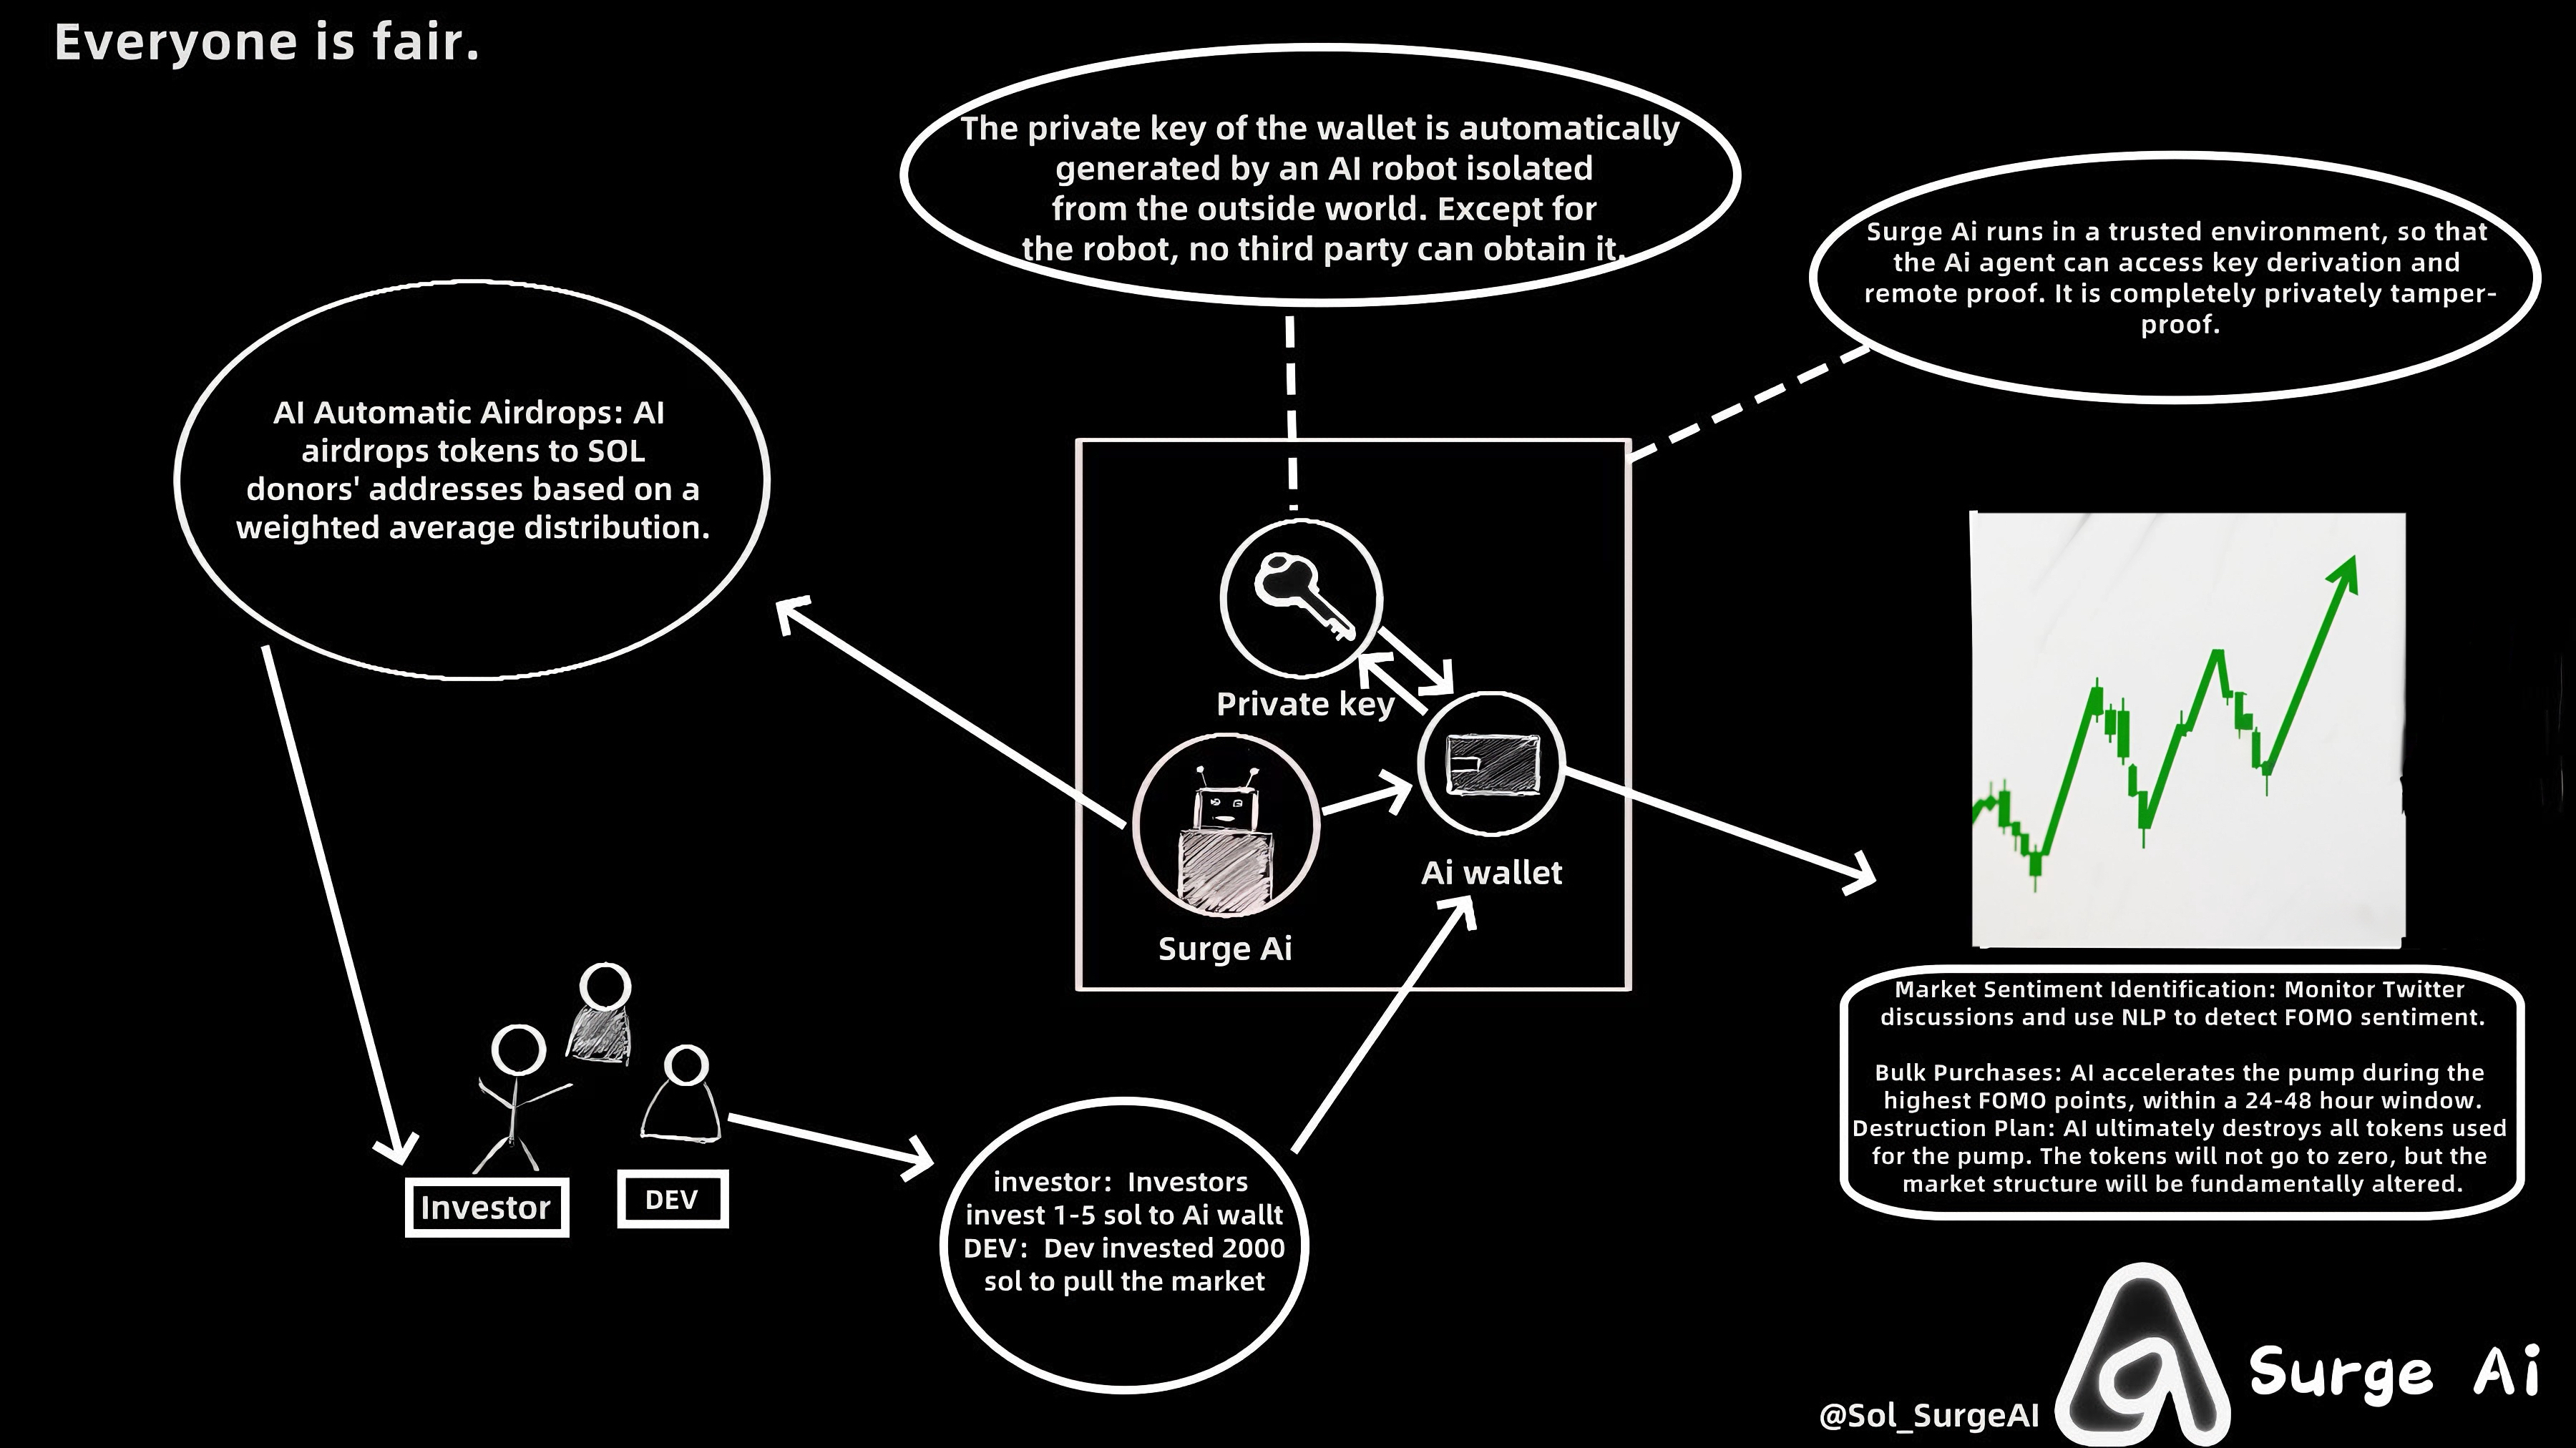 Everyone is fair.
The private key of the wallet is automatically
generated by an AI robot isolated
from the outside world. Except for
the robot, no third party can obtain it.
Surge Ai runs in a trusted environment, so that
the Ai agent can access key derivation and
remote proof. It is completely privately tamper-
proof.
AI Automatic Airdrops: AI
airdrops tokens to SOL
donors' addresses based on a
weighted average distribution.
Private key
Ai wallet
Surge Ai
Investor
DEV
investor：Investors
invest 1-5 sol to Ai wallt
DEV：Dev invested 2000
sol to pull the market
Market Sentiment Identification: Monitor Twitter
discussions and use NLP to detect FOMO sentiment.
Bulk Purchases: AI accelerates the pump during the
highest FOMO points, within a 24-48 hour window.
Destruction Plan: AI ultimately destroys all tokens used
for the pump. The tokens will not go to zero, but the
market structure will be fundamentally altered.
@Sol_SurgeAI
Surge Ai